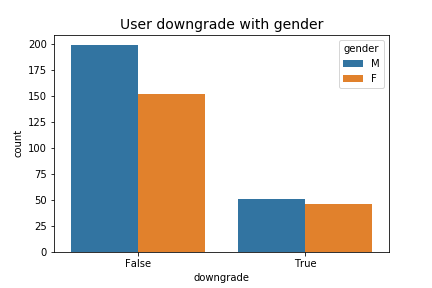 User downgrade with gender
200
175
150
125
100
75
50
25
0
count
gender
M
F
False True
downgrade